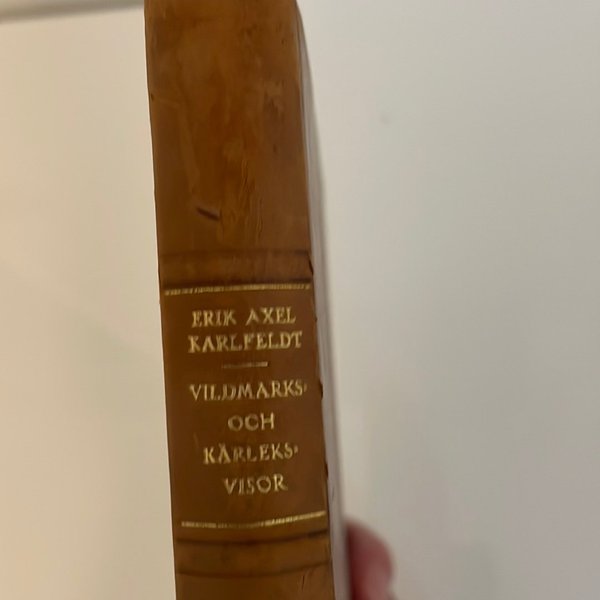 ERIK AXEL
KARLFELDT
VILDMARKS-
OCH
KÄRLEKS-
VISOR